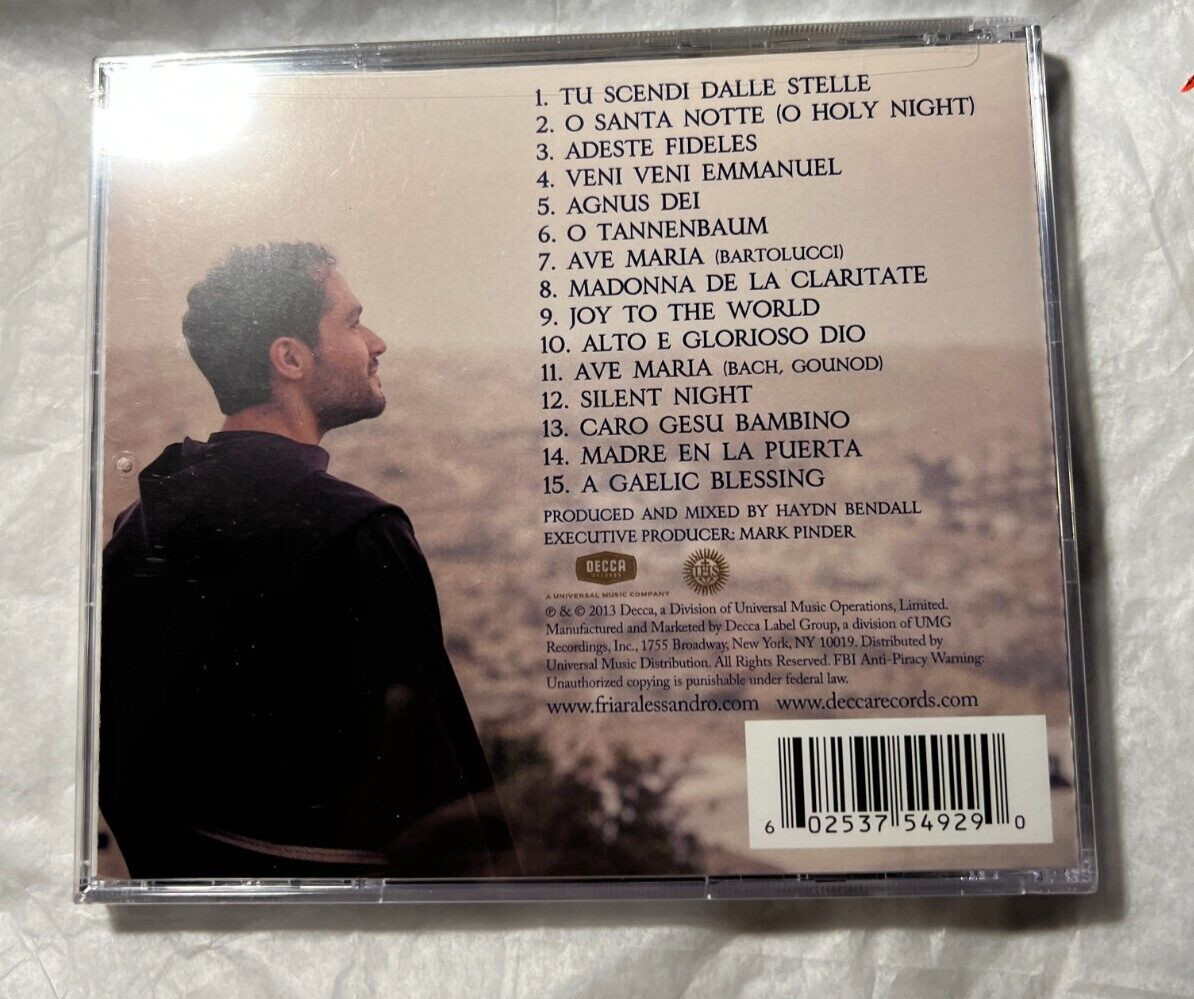 1. TU SCENDI DALLE STELLE
2. O SANTA NOTTE (O HOLY NIGHT)
3. ADESTE FIDELES
4. VENI VENI EMMANUEL
5. AGNUS DEI
6. O TANNENBAUM
7. AVE MARIA (BARTOLUCCI)
8. MADONNA DE LA CLARITATE
9. JOY TO THE WORLD
10. ALTO E GLORIOSO DIO
11. AVE MARIA (BACH, GOUNOD)
12. SILENT NIGHT
13. CARO GESU BAMBINO
14. MADRE EN LA PUERTA
15. A GAELIC BLESSING
PRODUCED AND MIXED BY HAYDN BENDALL
EXECUTIVE PRODUCER: MARK PINDER
DECCA
RECORDS
IHS
A UNIVERSAL MUSIC COMPANY
℗ & © 2013 Decca, a Division of Universal Music Operations, Limited.
Manufactured and Marketed by Decca Label Group, a division of UMG
Recordings, Inc., 1755 Broadway, New York, NY 10019. Distributed by
Universal Music Distribution. All Rights Reserved. FBI Anti-Piracy Warning:
Unauthorized copying is punishable under federal law.
www.friaralessandro.com www.deccarecords.com
6 02537 54929 0